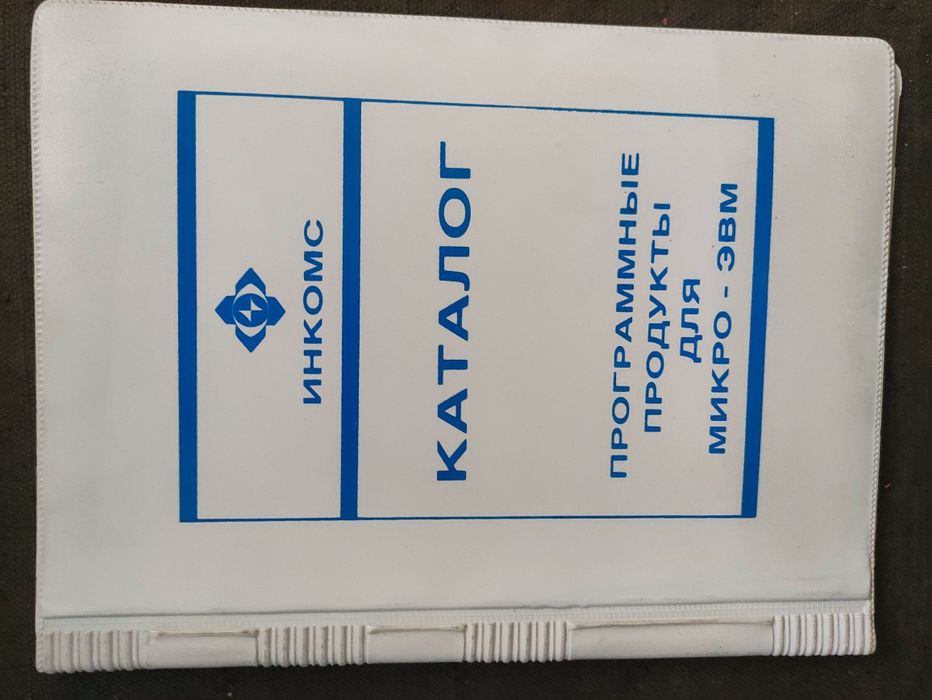 ИНКОМС
КАТАЛОГ
ПРОГРАММНЫЕ
ПРОДУКТЫ
ДЛЯ
МИКРО - ЭВМ